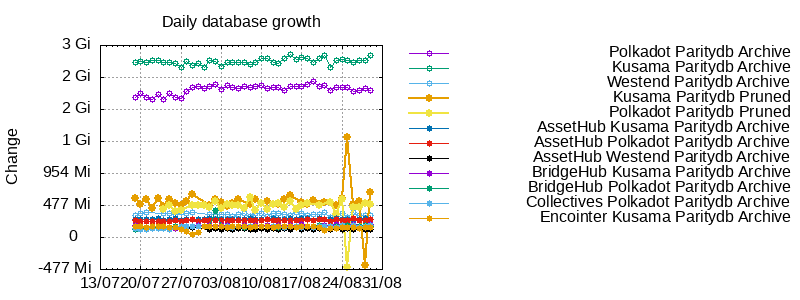 Daily database growth
Change
3 Gi
2 Gi
2 Gi
1 Gi
954 Mi
477 Mi
0
-477 Mi
13/07
20/07
27/07
03/08
10/08
17/08
24/08
31/08
Polkadot Paritydb Archive
Kusama Paritydb Archive
Westend Paritydb Archive
Kusama Paritydb Pruned
Polkadot Paritydb Pruned
AssetHub Kusama Paritydb Archive
AssetHub Polkadot Paritydb Archive
AssetHub Westend Paritydb Archive
BridgeHub Kusama Paritydb Archive
BridgeHub Polkadot Paritydb Archive
Collectives Polkadot Paritydb Archive
Encointer Kusama Paritydb Archive